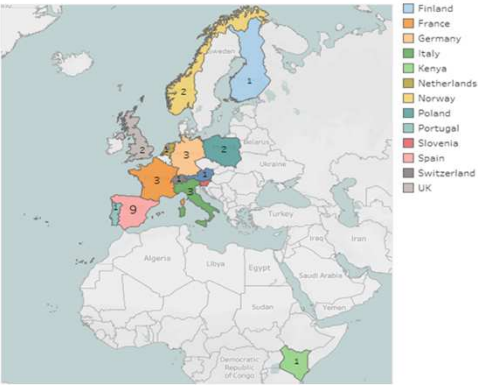 Finland
France
Germany
Italy
Kenya
Netherlands
Norway
Poland
Portugal
Slovenia
Spain
Switzerland
UK
Sweden
1
2
2
Belarus
3
2
Ukraine
3
1
1
3
1
9
Turkey
Iraq
Iran
Algeria
Libya
Egypt
Saudi Arabia
Sudan
Yemen
Democratic
Republic
of Congo
1